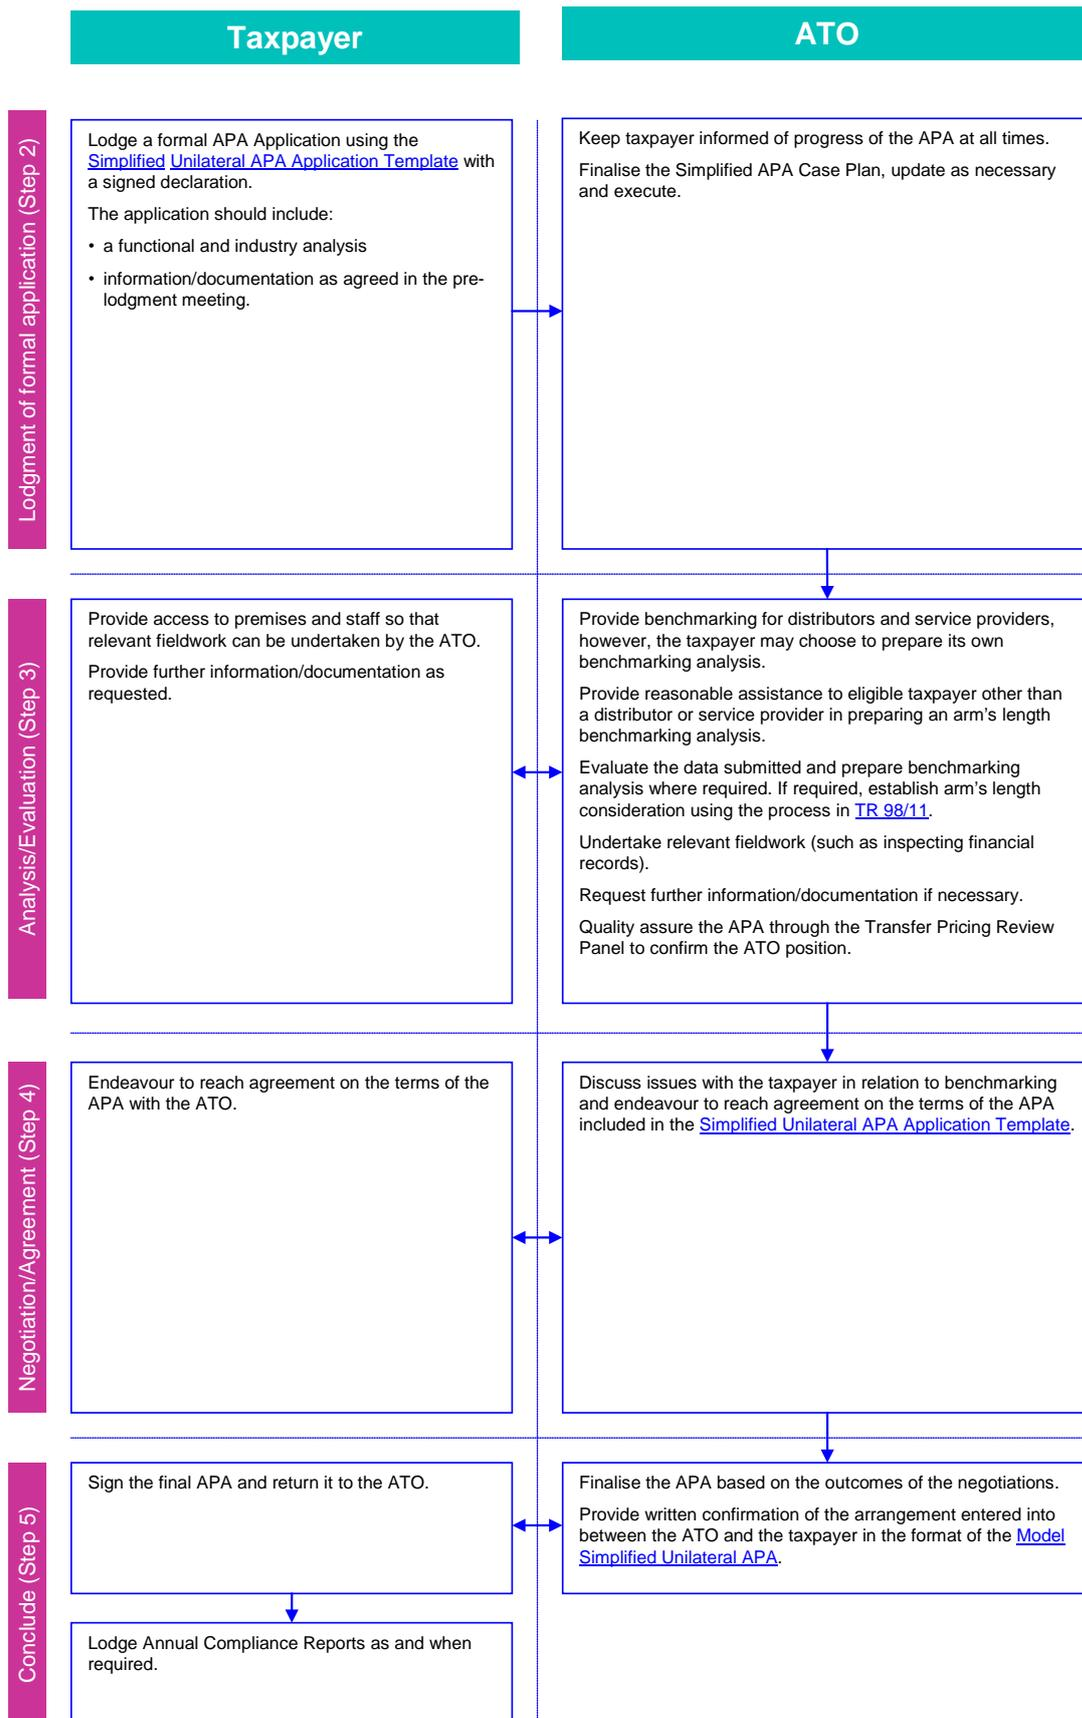 Taxpayer
ATO
Lodgment of formal application (Step 2)
Lodge a formal APA Application using the
Simplified Unilateral APA Application Template with
a signed declaration.
The application should include:
• a functional and industry analysis
• information/documentation as agreed in the pre-
lodgment meeting.
Keep taxpayer informed of progress of the APA at all times.
Finalise the Simplified APA Case Plan, update as necessary
and execute.
Analysis/Evaluation (Step 3)
Provide access to premises and staff so that
relevant fieldwork can be undertaken by the ATO.
Provide further information/documentation as
requested.
Provide benchmarking for distributors and service providers,
however, the taxpayer may choose to prepare its own
benchmarking analysis.
Provide reasonable assistance to eligible taxpayer other than
a distributor or service provider in preparing an arm's length
benchmarking analysis.
Evaluate the data submitted and prepare benchmarking
analysis where required. If required, establish arm's length
consideration using the process in TR 98/11.
Undertake relevant fieldwork (such as inspecting financial
records).
Request further information/documentation if necessary.
Quality assure the APA through the Transfer Pricing Review
Panel to confirm the ATO position.
Negotiation/Agreement (Step 4)
Endeavour to reach agreement on the terms of the
APA with the ATO.
Discuss issues with the taxpayer in relation to benchmarking
and endeavour to reach agreement on the terms of the APA
included in the Simplified Unilateral APA Application Template.
Conclude (Step 5)
Sign the final APA and return it to the ATO.
Finalise the APA based on the outcomes of the negotiations.
Provide written confirmation of the arrangement entered into
between the ATO and the taxpayer in the format of the Model
Simplified Unilateral APA.
Lodge Annual Compliance Reports as and when
required.